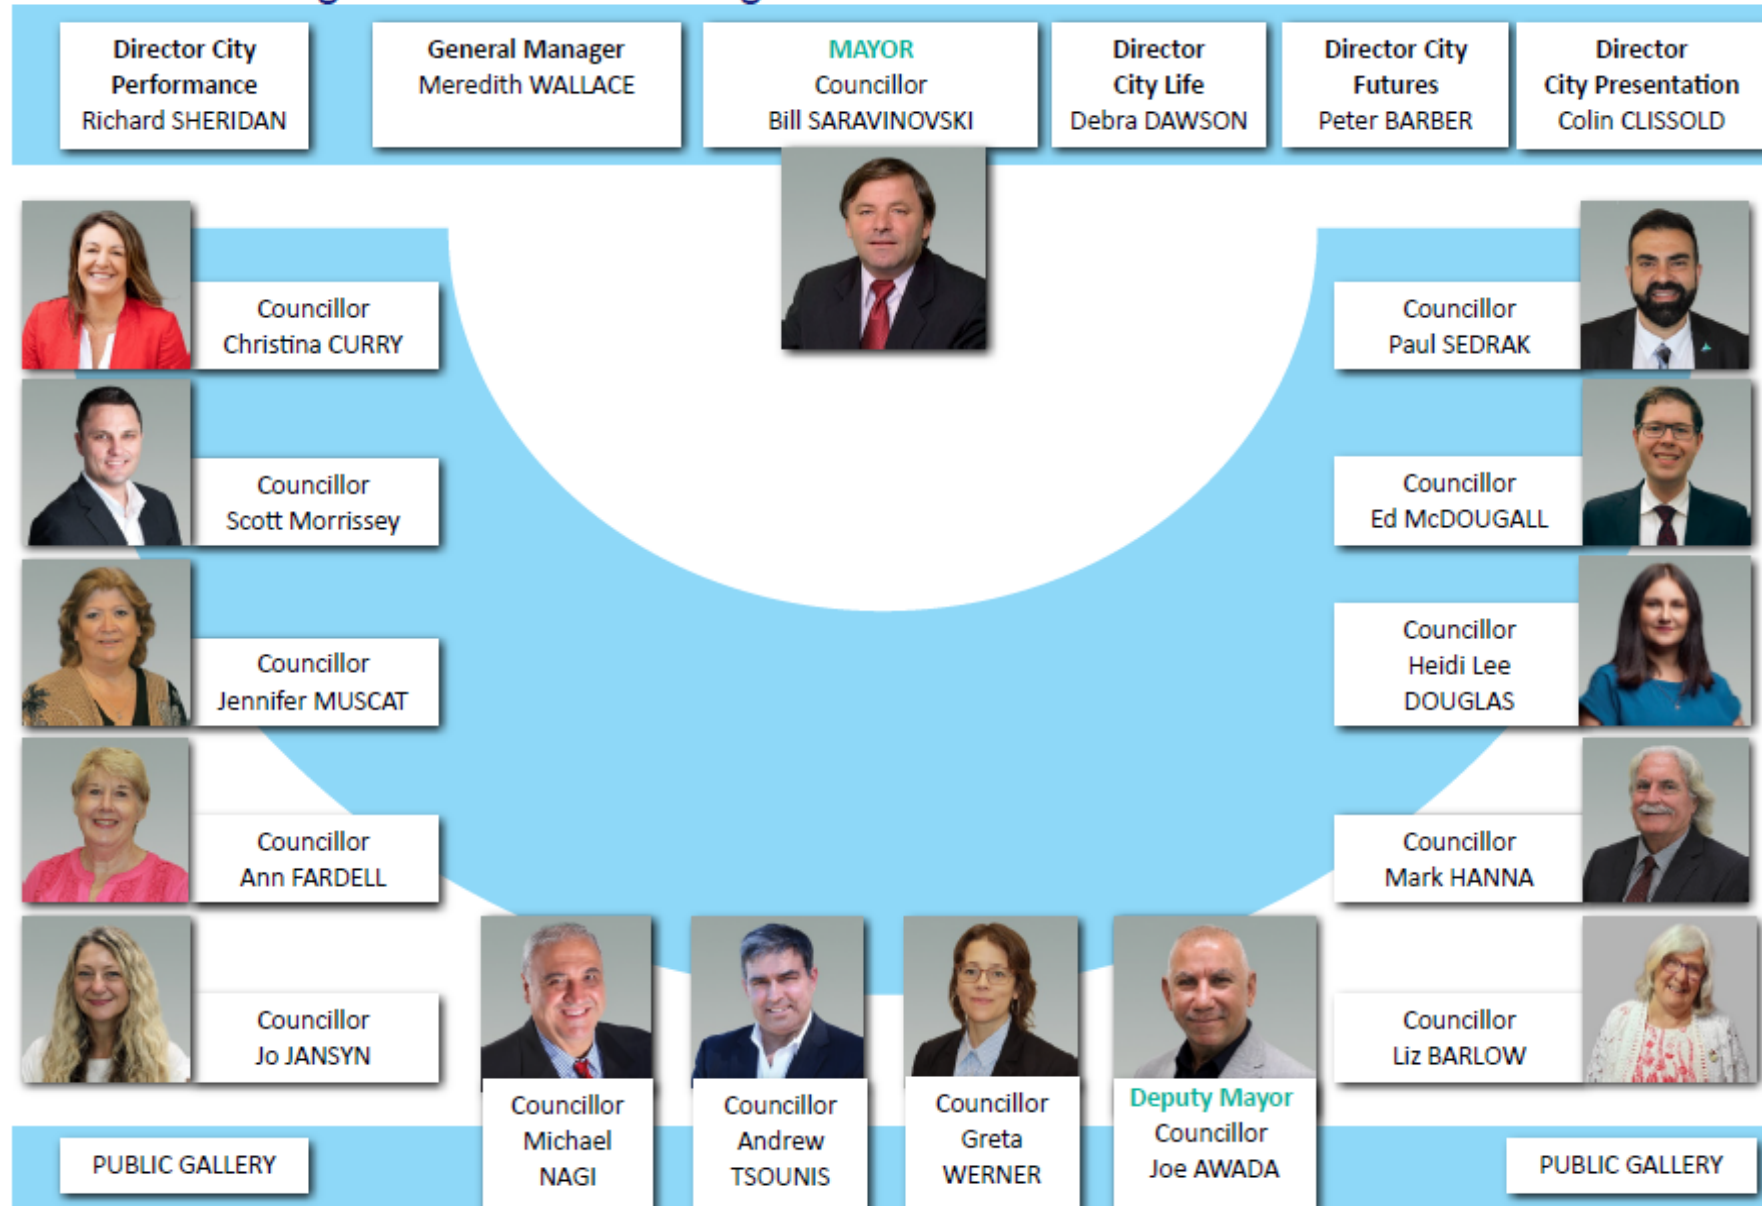 Director City
Performance
Richard SHERIDAN
General Manager
Meredith WALLACE
MAYOR
Councillor
Bill SARAVINOVSKI
Director
City Life
Debra DAWSON
Director City
Futures
Peter BARBER
Director
City Presentation
Colin CLISSOLD
Councillor
Christina CURRY
Councillor
Paul SEDRAK
Councillor
Scott Morrissey
Councillor
Ed McDOUGALL
Councillor
Jennifer MUSCAT
Councillor
Heidi Lee
DOUGLAS
Councillor
Ann FARDELL
Councillor
Mark HANNA
Councillor
Jo JANSYN
Councillor
Liz BARLOW
Councillor
Michael
NAGI
Councillor
Andrew
TSOUNIS
Councillor
Greta
WERNER
Deputy Mayor
Councillor
Joe AWADA
PUBLIC GALLERY
PUBLIC GALLERY